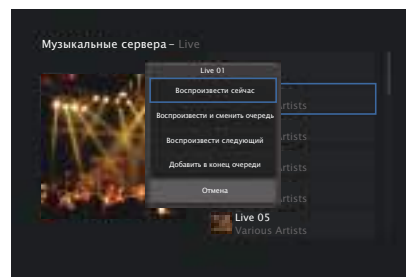 Музыкальные сервера – Live
Live 01
Воспроизвести сейчас
Воспроизвести и сменить очередь
Artists
Artists
Воспроизвести следующий
Добавить в конец очереди
Artists
Отмена
Artists
Live 05
Various Artists